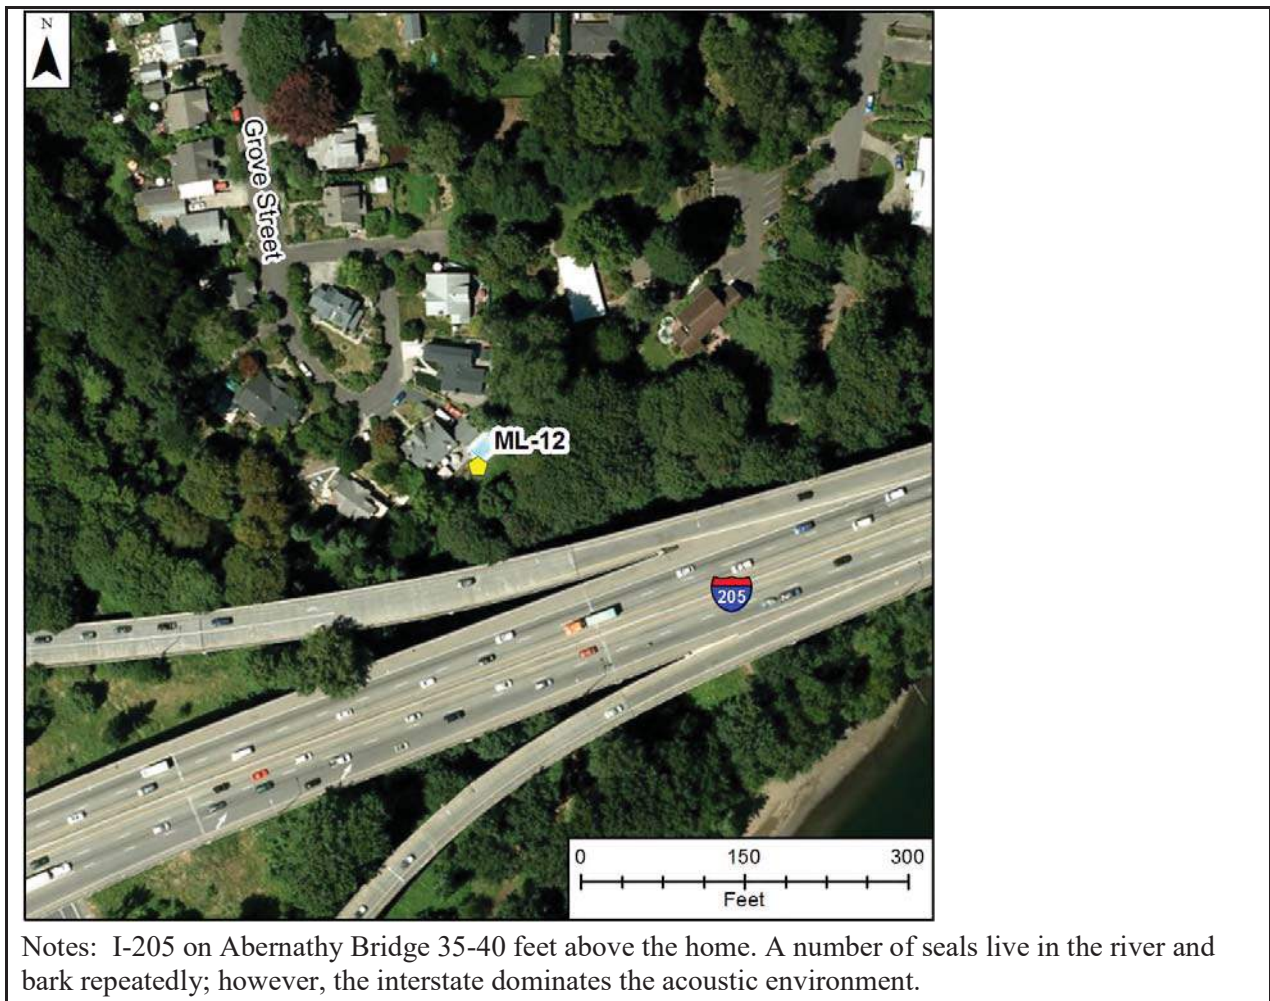 N
Grove Street
ML-12
205
0 150 300
Feet
Notes: I-205 on Abernathy Bridge 35-40 feet above the home. A number of seals live in the river and
bark repeatedly; however, the interstate dominates the acoustic environment.